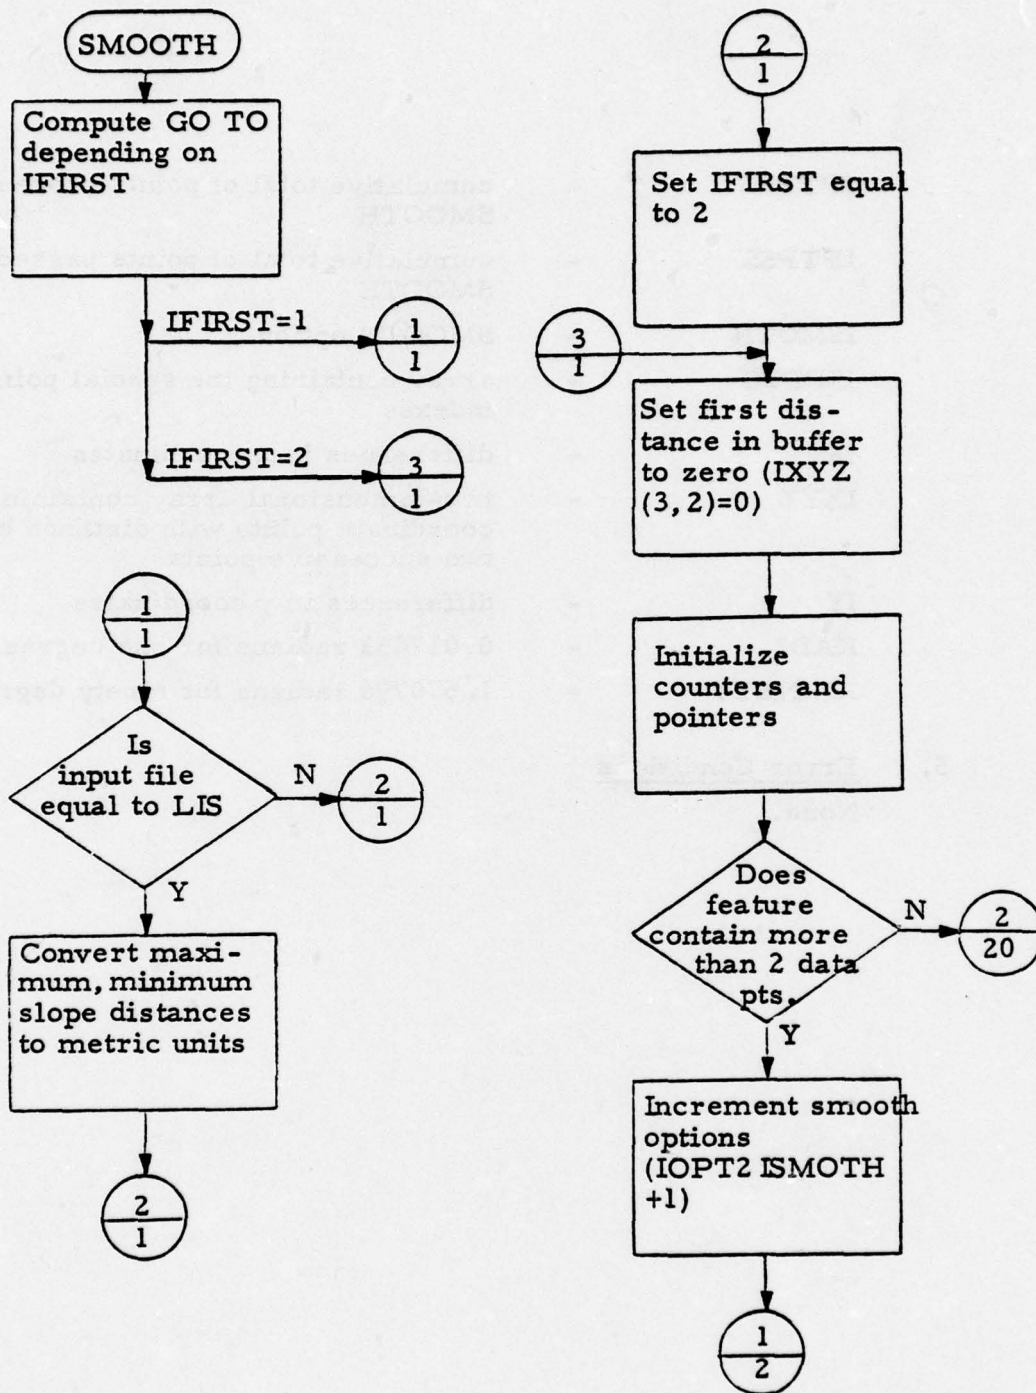 SMOOTH
Compute GO TO
depending on
IFIRST
IFIRST=1
1
1
IFIRST=2
3
1
1
1
Is
input file
equal to LIS
N
2
1
Y
Convert maxi-
mum, minimum
slope distances
to metric units
2
1
2
1
Set IFIRST equal
to 2
3
1
Set first dis-
tance in buffer
to zero (IXYZ
(3,2)=0)
Initialize
counters and
pointers
Does
feature
contain more
than 2 data
pts.
N
2
20
Y
Increment smooth
options
(IOPT2 ISMOTH
+1)
1
2